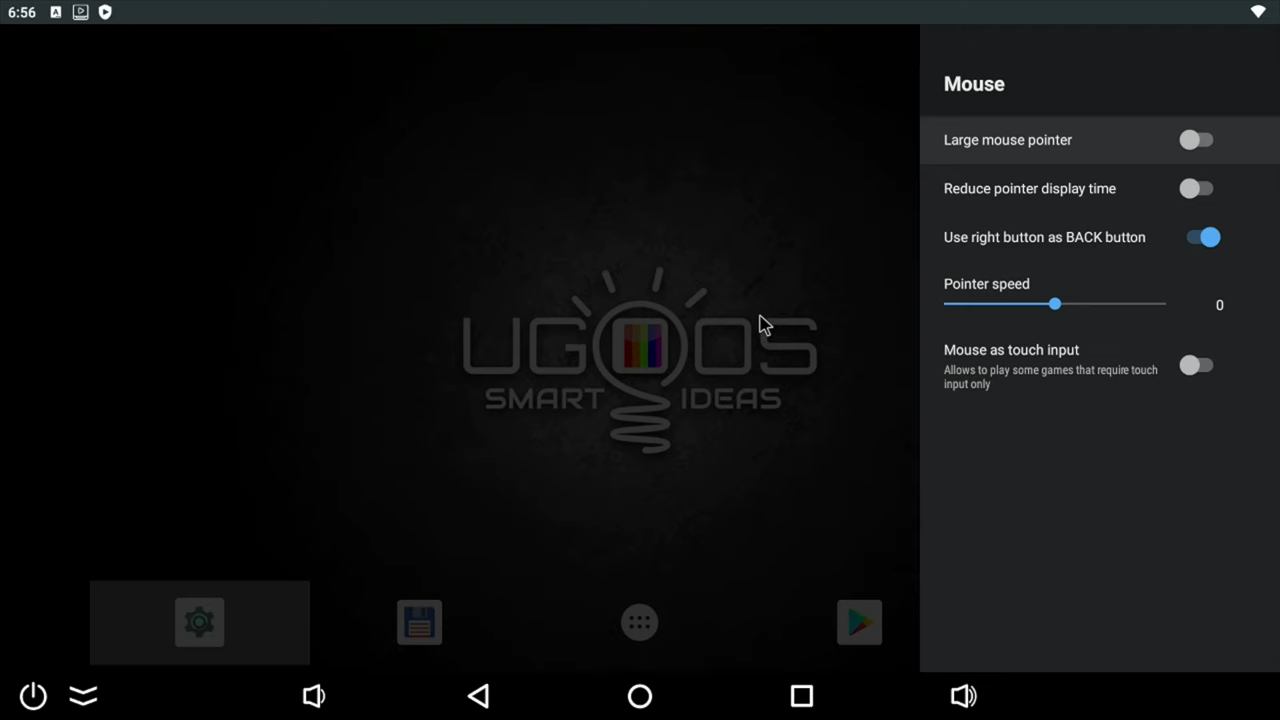 6:56
Mouse
Large mouse pointer
Reduce pointer display time
Use right button as BACK button
Pointer speed
0
Mouse as touch input
Allows to play some games that require touch
input only
UGOOS
SMART IDEAS